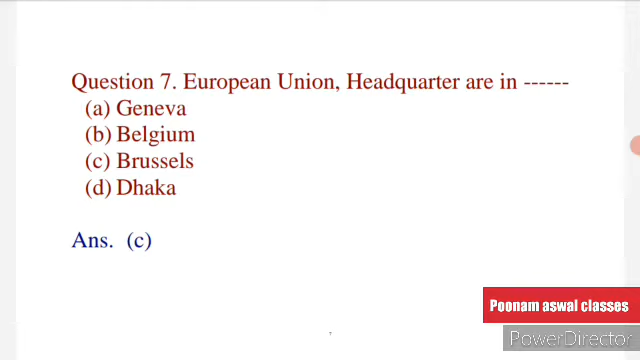 Question 7. European Union, Headquarter are in ------
(a) Geneva
(b) Belgium
(c) Brussels
(d) Dhaka
Ans. (c)
Poonam aswal classes
PowerDirector